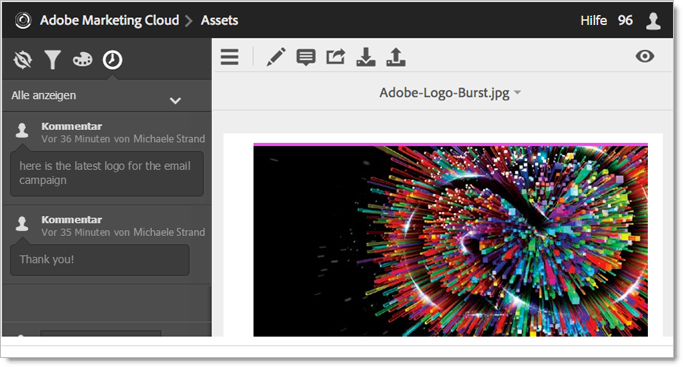 Adobe Marketing Cloud > Assets
Hilfe 96
Alle anzeigen
Adobe-Logo-Burst.jpg
Kommentar
Vor 36 Minuten von Michaele Strand
here is the latest logo for the email
campaign
Kommentar
Vor 35 Minuten von Michaele Strand
Thank you!